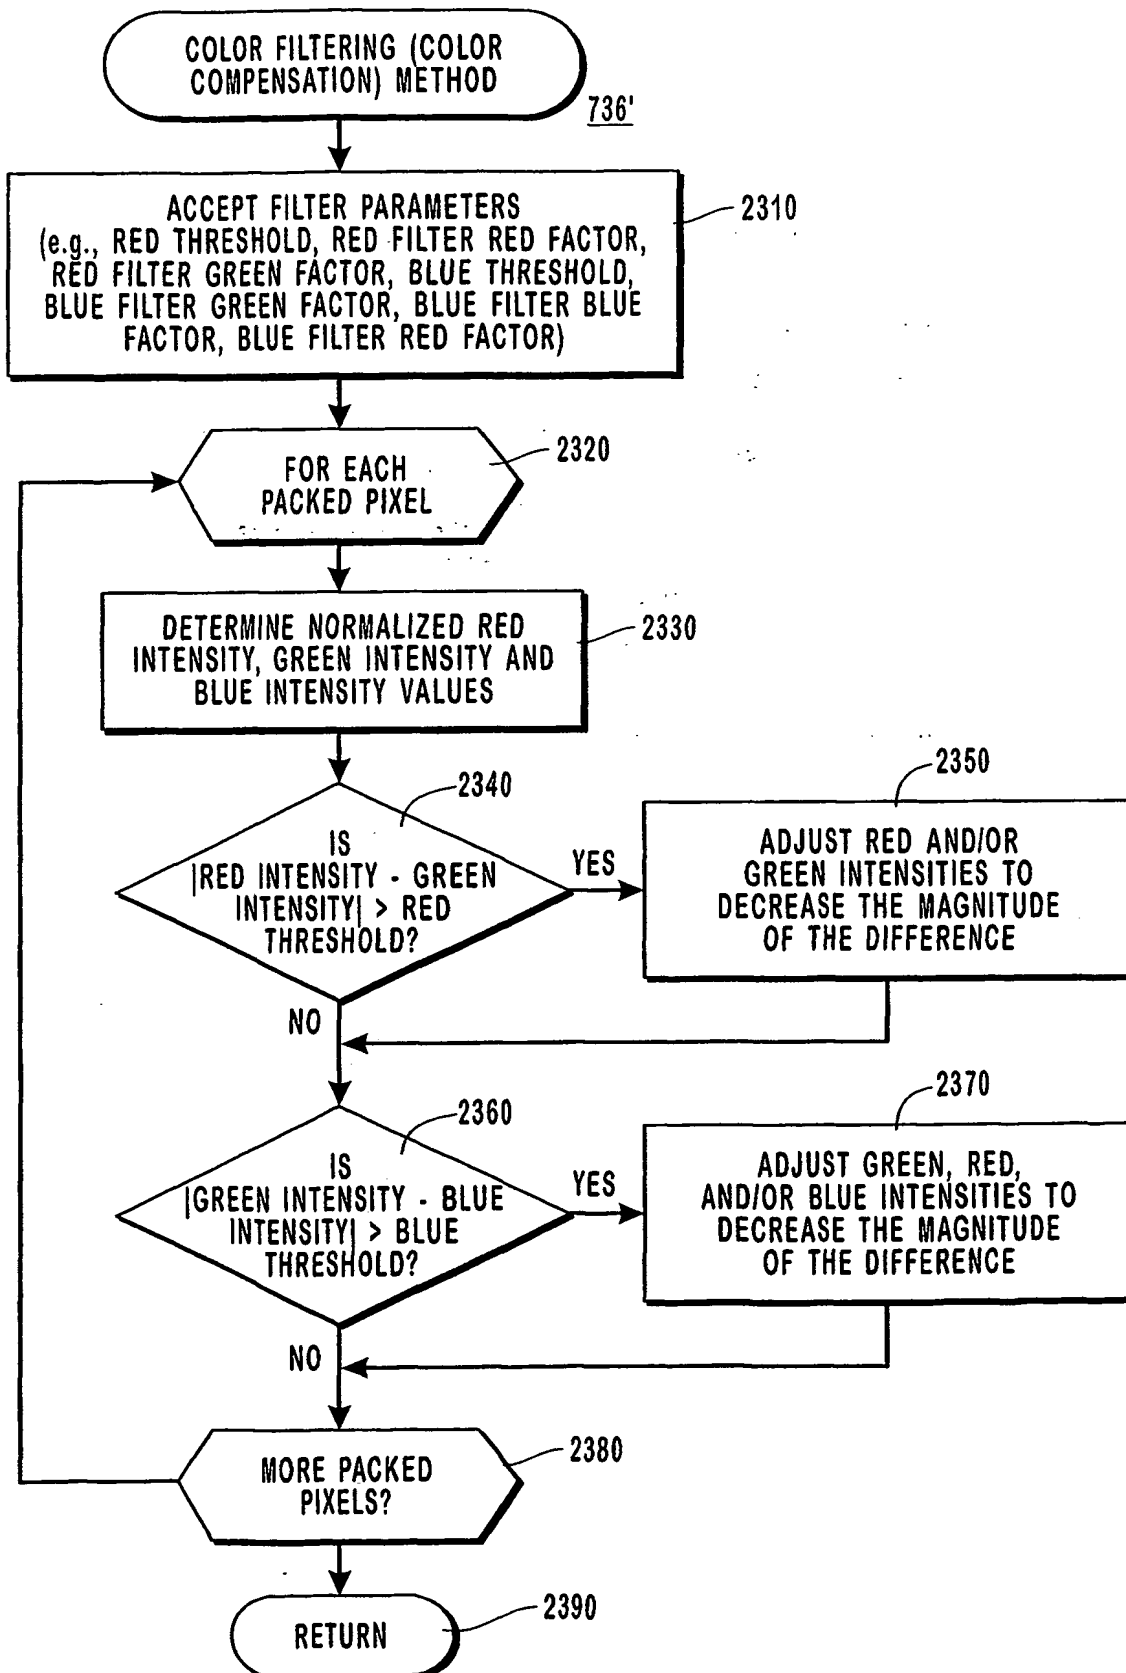 COLOR FILTERING (COLOR
COMPENSATION) METHOD
736'
ACCEPT FILTER PARAMETERS
(e.g., RED THRESHOLD, RED FILTER RED FACTOR,
RED FILTER GREEN FACTOR, BLUE THRESHOLD,
BLUE FILTER GREEN FACTOR, BLUE FILTER BLUE
FACTOR, BLUE FILTER RED FACTOR)
2310
FOR EACH
PACKED PIXEL
2320
DETERMINE NORMALIZED RED
INTENSITY, GREEN INTENSITY AND
BLUE INTENSITY VALUES
2330
IS
|RED INTENSITY - GREEN
INTENSITY| > RED
THRESHOLD?
2340
YES
NO
ADJUST RED AND/OR
GREEN INTENSITIES TO
DECREASE THE MAGNITUDE
OF THE DIFFERENCE
2350
IS
|GREEN INTENSITY - BLUE
INTENSITY| > BLUE
THRESHOLD?
2360
YES
NO
ADJUST GREEN, RED,
AND/OR BLUE INTENSITIES TO
DECREASE THE MAGNITUDE
OF THE DIFFERENCE
2370
MORE PACKED
PIXELS?
2380
RETURN
2390